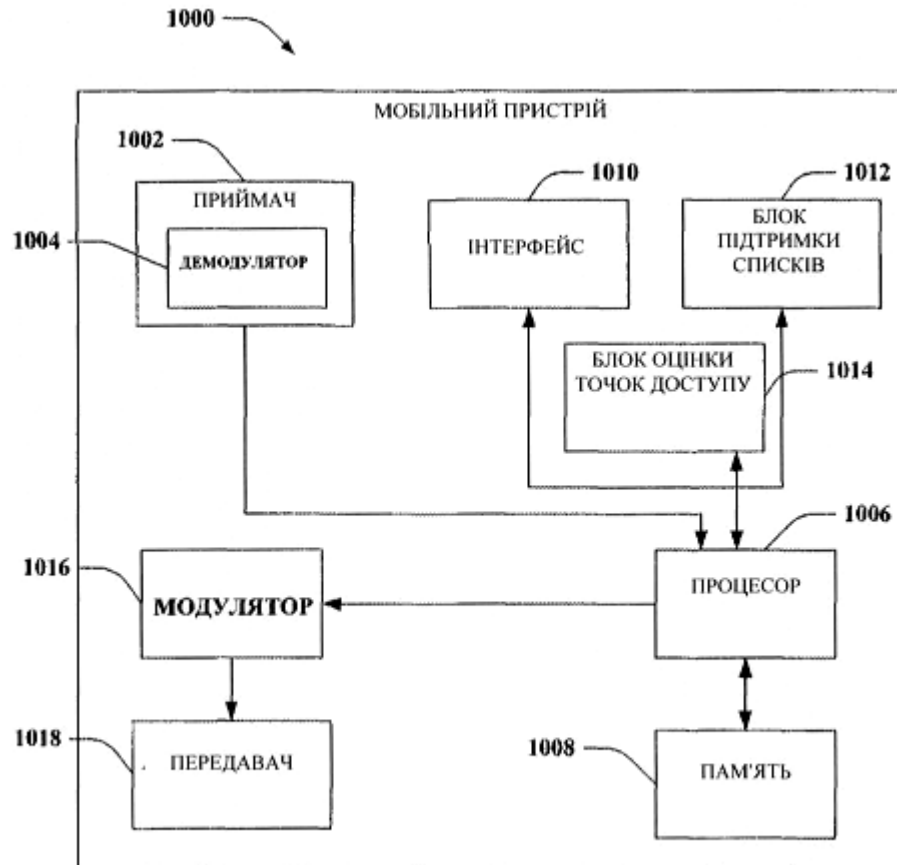 1000
МОБІЛЬНИЙ ПРИСТРІЙ
1002
ПРИЙМАЧ
1004
ДЕМОДУЛЯТОР
1010
ІНТЕРФЕЙС
1012
БЛОК
ПІДТРИМКИ
СПИСКІВ
БЛОК ОЦІНКИ
ТОЧОК ДОСТУПУ
1014
1006
ПРОЦЕСОР
1016
МОДУЛЯТОР
1018
ПЕРЕДАВАЧ
1008
ПАМ'ЯТЬ